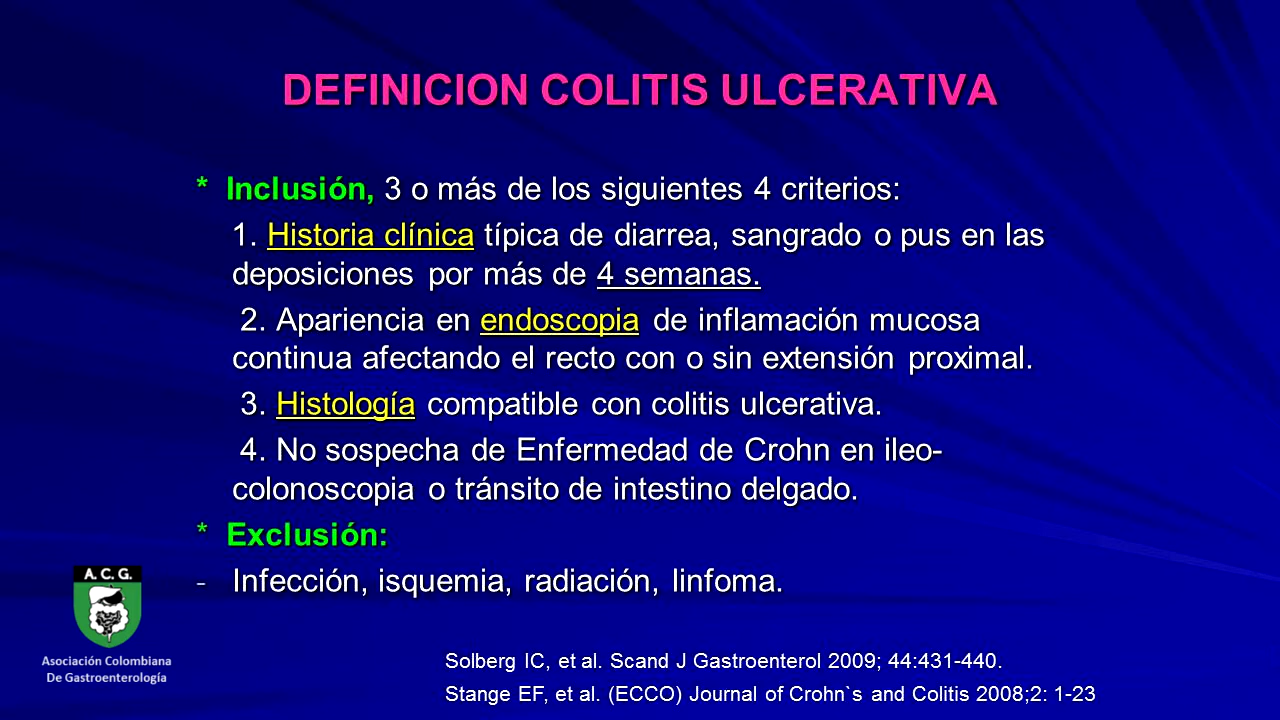 DEFINICION COLITIS ULCERATIVA
* Inclusión, 3 o más de los siguientes 4 criterios:
1. Historia clínica típica de diarrea, sangrado o pus en las
deposiciones por más de 4 semanas.
2. Apariencia en endoscopia de inflamación mucosa
continua afectando el recto con o sin extensión proximal.
3. Histología compatible con colitis ulcerativa.
4. No sospecha de Enfermedad de Crohn en ileo-
colonoscopia o tránsito de intestino delgado.
* Exclusión:
- Infección, isquemia, radiación, linfoma.
A. C. G.
Asociación Colombiana
De Gastroenterología
Solberg IC, et al. Scand J Gastroenterol 2009; 44:431-440.
Stange EF, et al. (ECCO) Journal of Crohn`s and Colitis 2008;2: 1-23